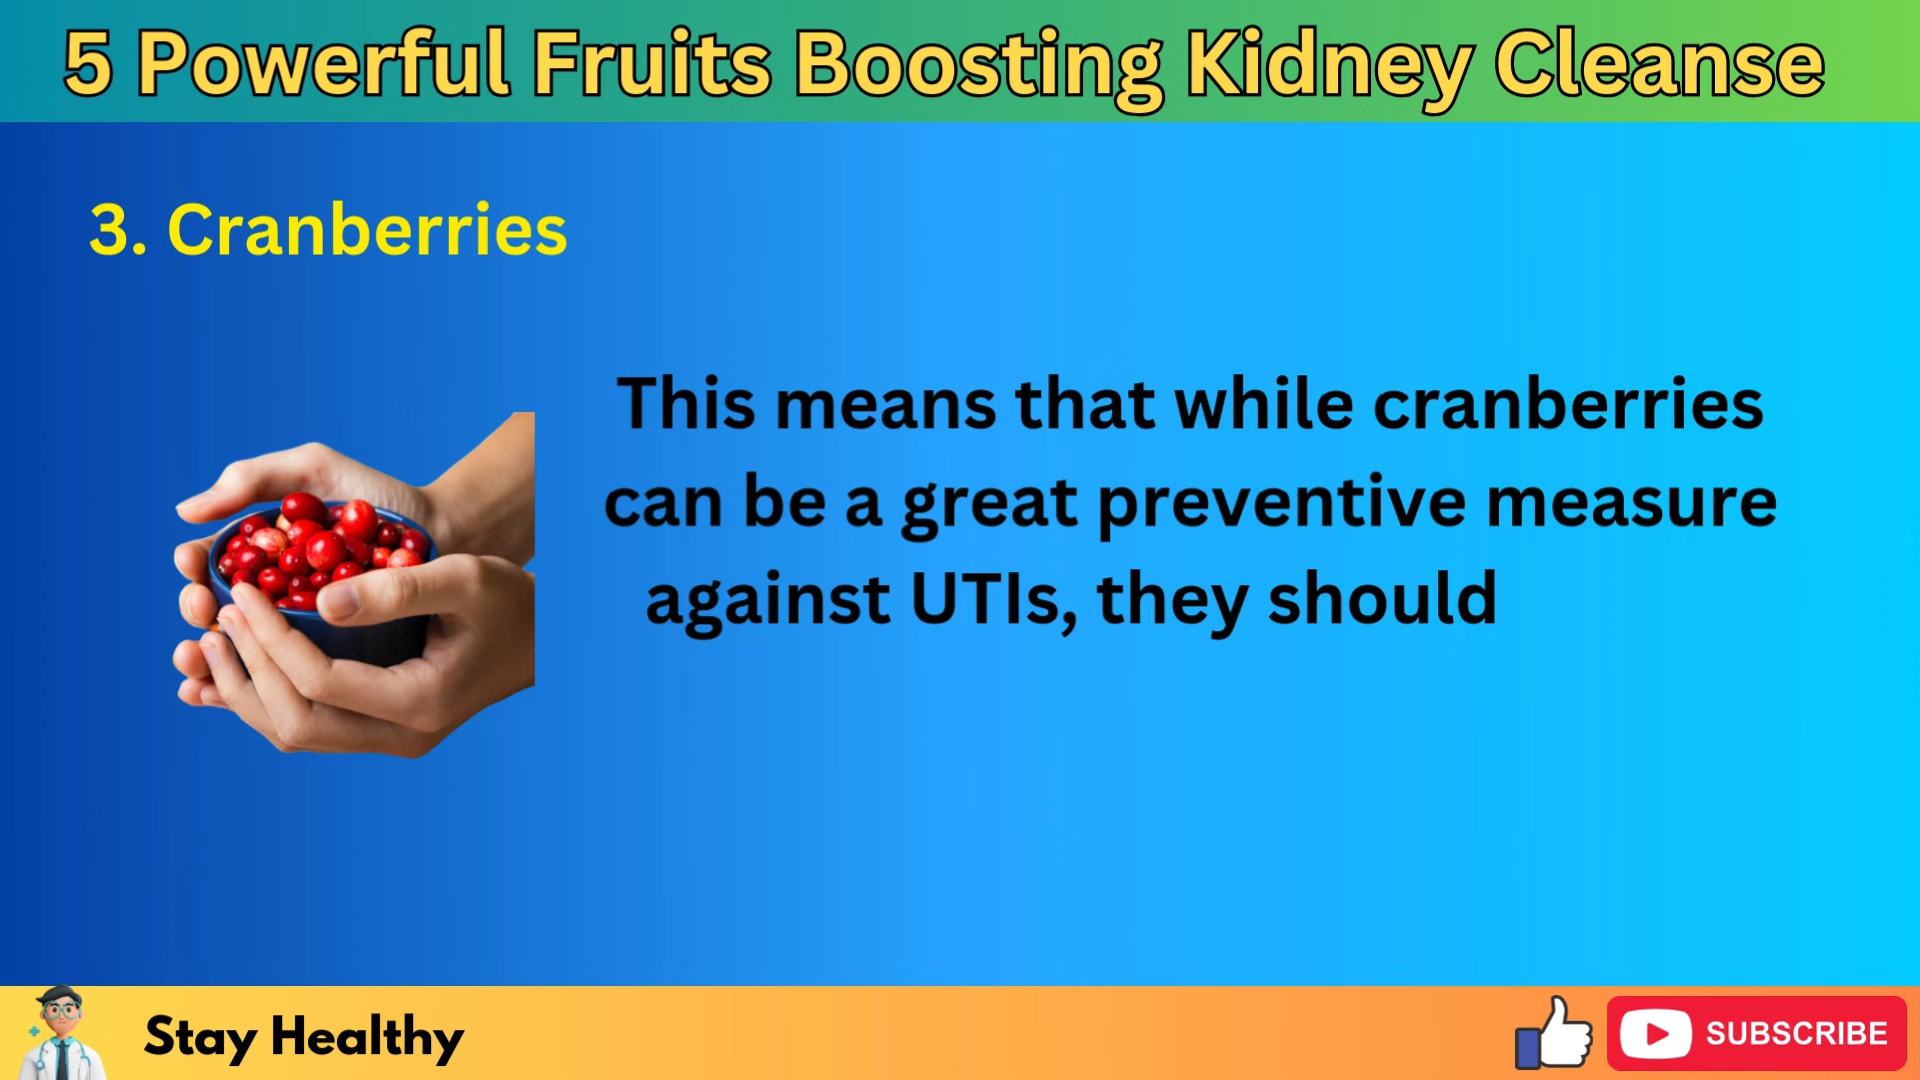 5 Powerful Fruits Boosting Kidney Cleanse
3. Cranberries
This means that while cranberries
can be a great preventive measure
against UTIs, they should
Stay Healthy
SUBSCRIBE